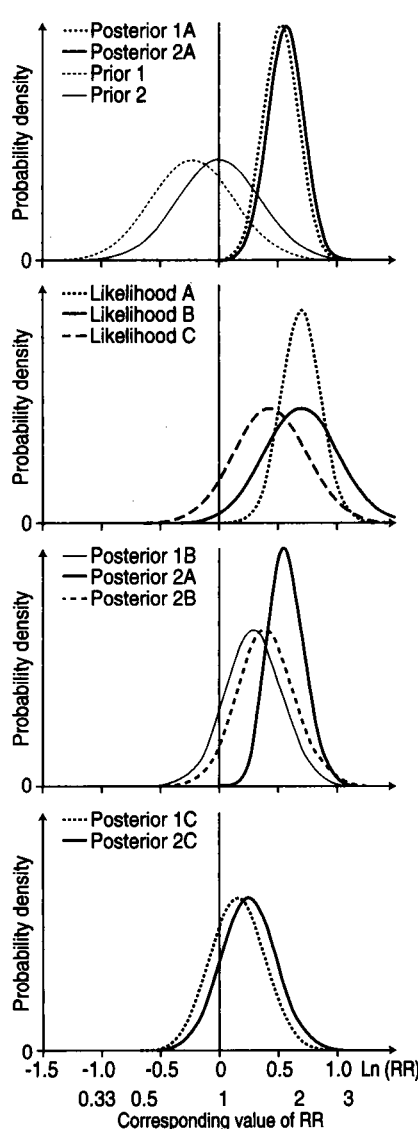 Posterior 1A
Posterior 2A
Prior 1
Prior 2
Probability density
0
Likelihood A
Likelihood B
Likelihood C
Probability density
0
Posterior 1B
Posterior 2A
Posterior 2B
Probability density
0
Posterior 1C
Posterior 2C
Probability density
0
-1.5 -1.0 -0.5 0 0.5 1.0 Ln (RR)
0.33 0.5 1 2 3
Corresponding value of RR